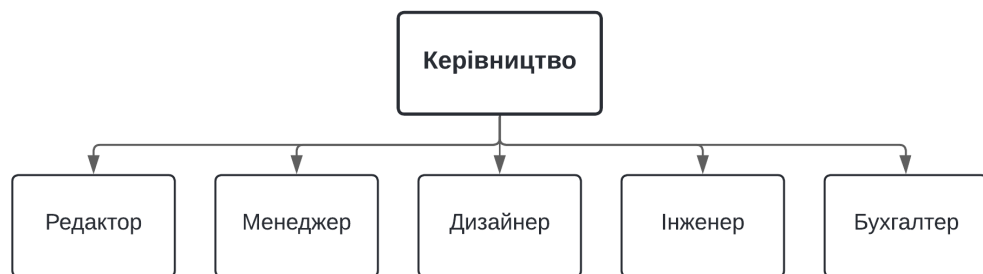 Керівництво
Редактор
Менеджер
Дизайнер
Інженер
Бухгалтер